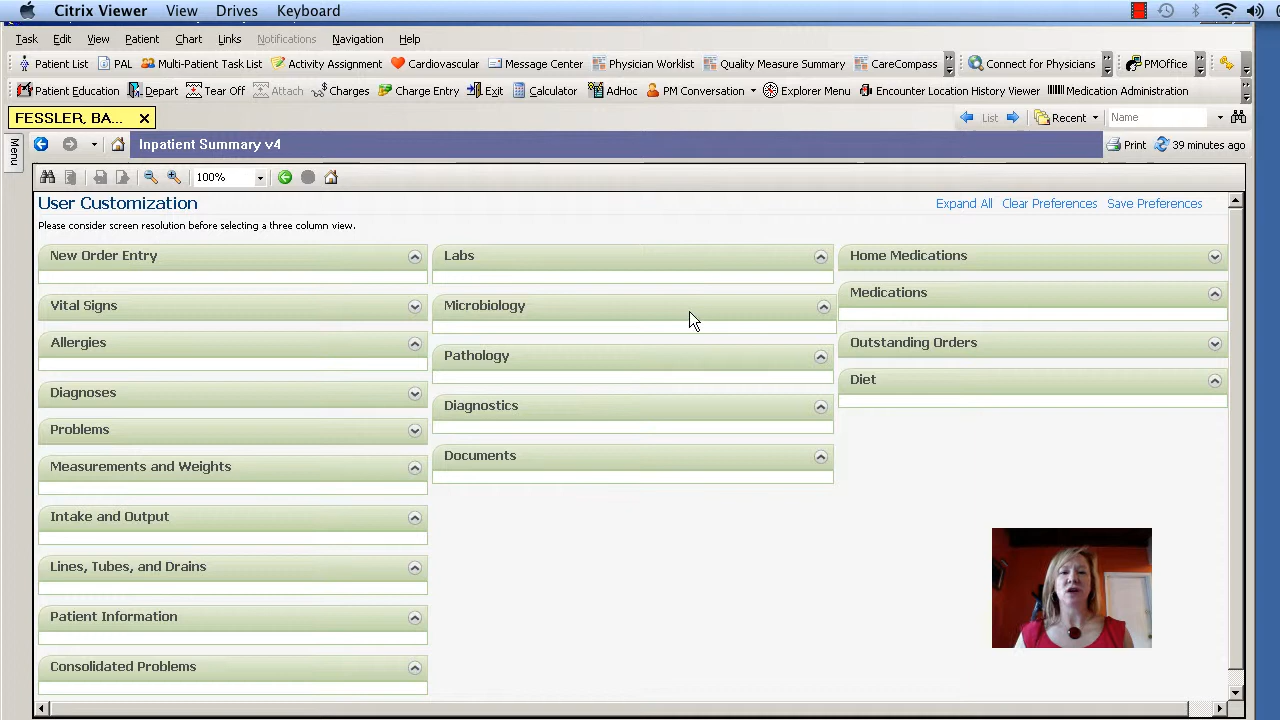 Citrix Viewer View Drives Keyboard
Task Edit View Patient Chart Links Notifications Navigation Help
Patient List PAL Multi-Patient Task List Activity Assignment Cardiovascular Message Center Physician Worklist Quality Measure Summary CareCompass Connect for Physicians PMOffice
Patient Education Depart Tear Off Attach Charges Charge Entry Exit Calculator AdHoc PM Conversation Explorer Menu Encounter Location History Viewer Medication Administration
FESSLER, BA... List Recent Name
Menu
Inpatient Summary v4 Print 39 minutes ago
100%
User Customization Expand All Clear Preferences Save Preferences
Please consider screen resolution before selecting a three column view.
New Order Entry
Vital Signs
Allergies
Diagnoses
Problems
Measurements and Weights
Intake and Output
Lines, Tubes, and Drains
Patient Information
Consolidated Problems
Labs
Microbiology
Pathology
Diagnostics
Documents
Home Medications
Medications
Outstanding Orders
Diet